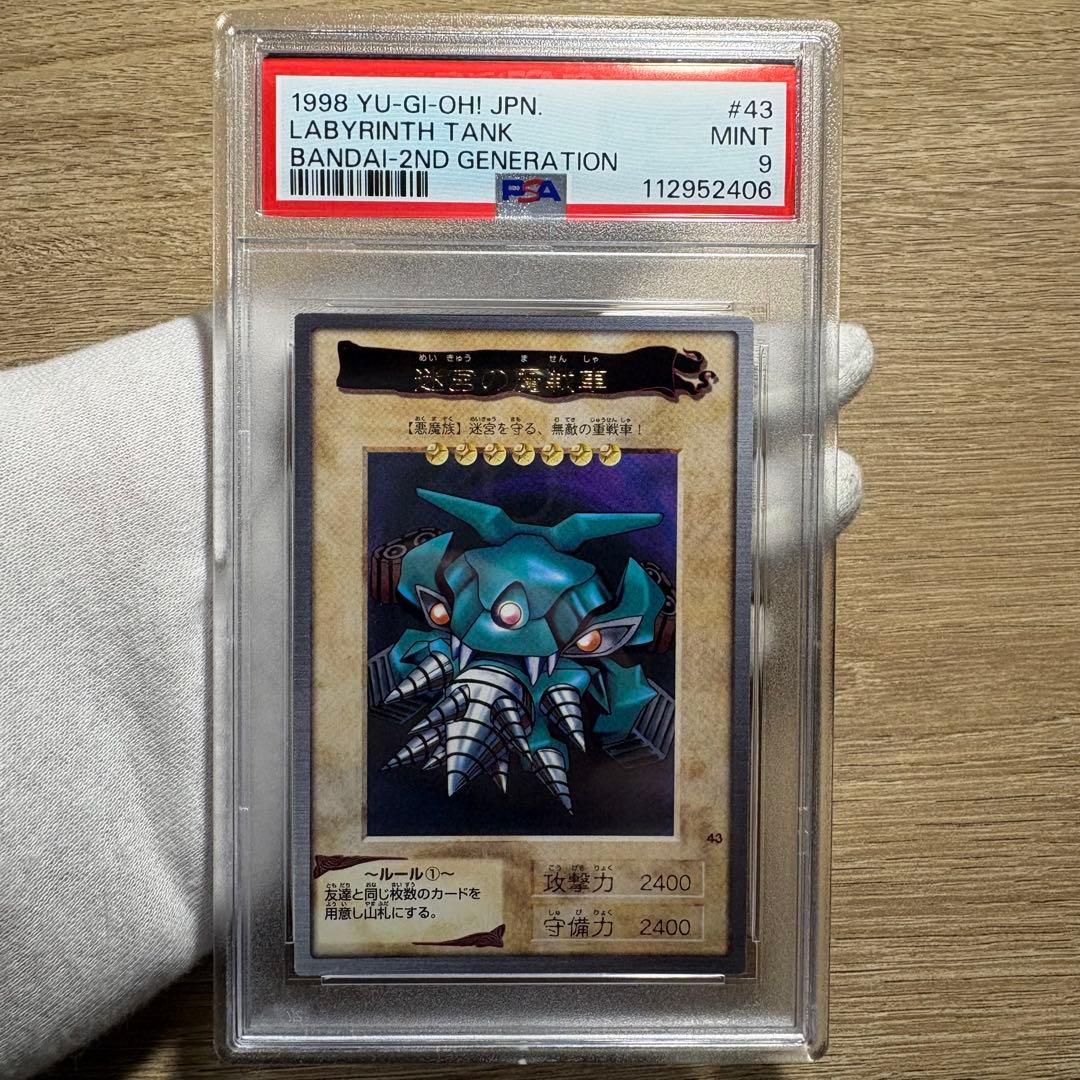 1998 YU-GI-OH! JPN. #43
LABYRINTH TANK MINT
BANDAI-2ND GENERATION 9
PSA 112952406
めい きゅう ま せん しゃ
迷宮の魔戦車
あく ま ぞく めいきゅう まも む てき じゅうせん しゃ
【悪魔族】迷宮を守る、無敵の重戦車!
43
~ルール①~
とも だち おな まい すう
友達と同じ枚数のカードを
よう い やま ふだ
用意し山札にする。
こう げき りょく
攻撃力 2400
しゅ び りょく
守備力 2400